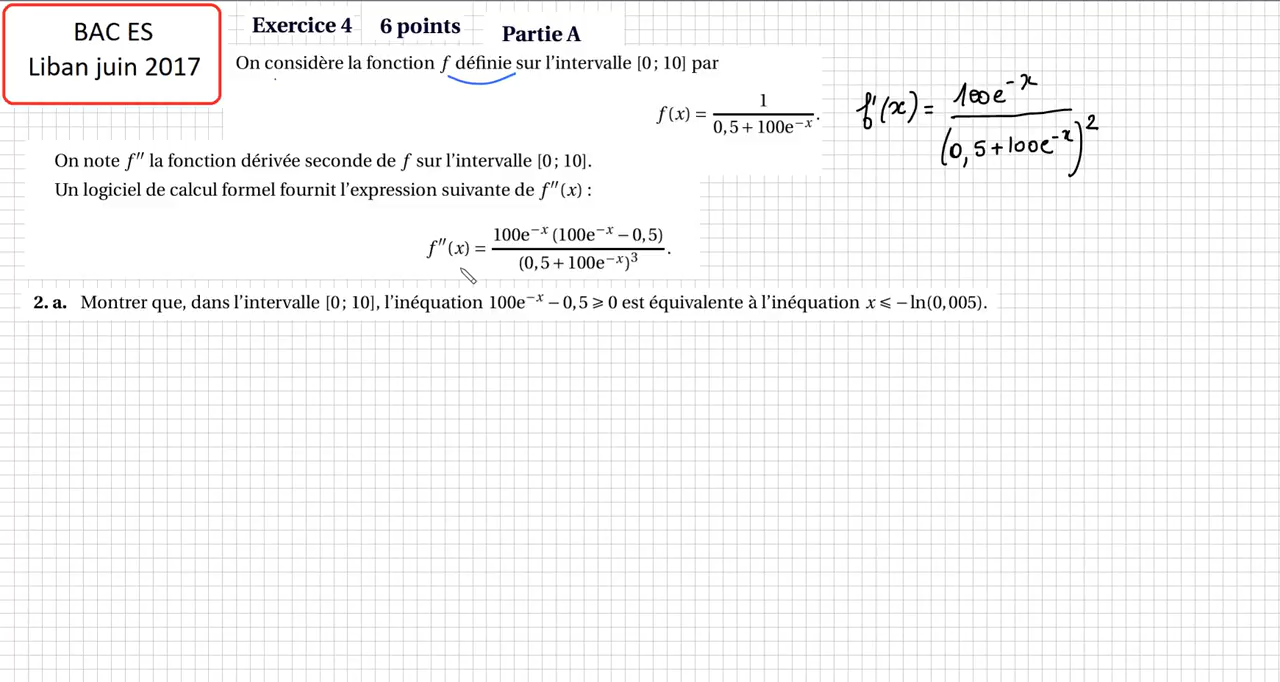 BAC ES
Liban juin 2017
Exercice 4 6 points Partie A
On considère la fonction f définie sur l'intervalle [0 ; 10] par
f(x) = 1 / (0,5 + 100e^{−x}).
f'(x) = 100e^{−x} / (0,5 + 100e^{−x})^2
On note f″ la fonction dérivée seconde de f sur l'intervalle [0 ; 10].
Un logiciel de calcul formel fournit l'expression suivante de f″(x) :
f″(x) = 100e^{−x} (100e^{−x} − 0,5) / (0,5 + 100e^{−x})^3.
2. a. Montrer que, dans l'intervalle [0 ; 10], l'inéquation 100e^{−x} − 0,5 ⩾ 0 est équivalente à l'inéquation x ⩽ − ln(0,005).